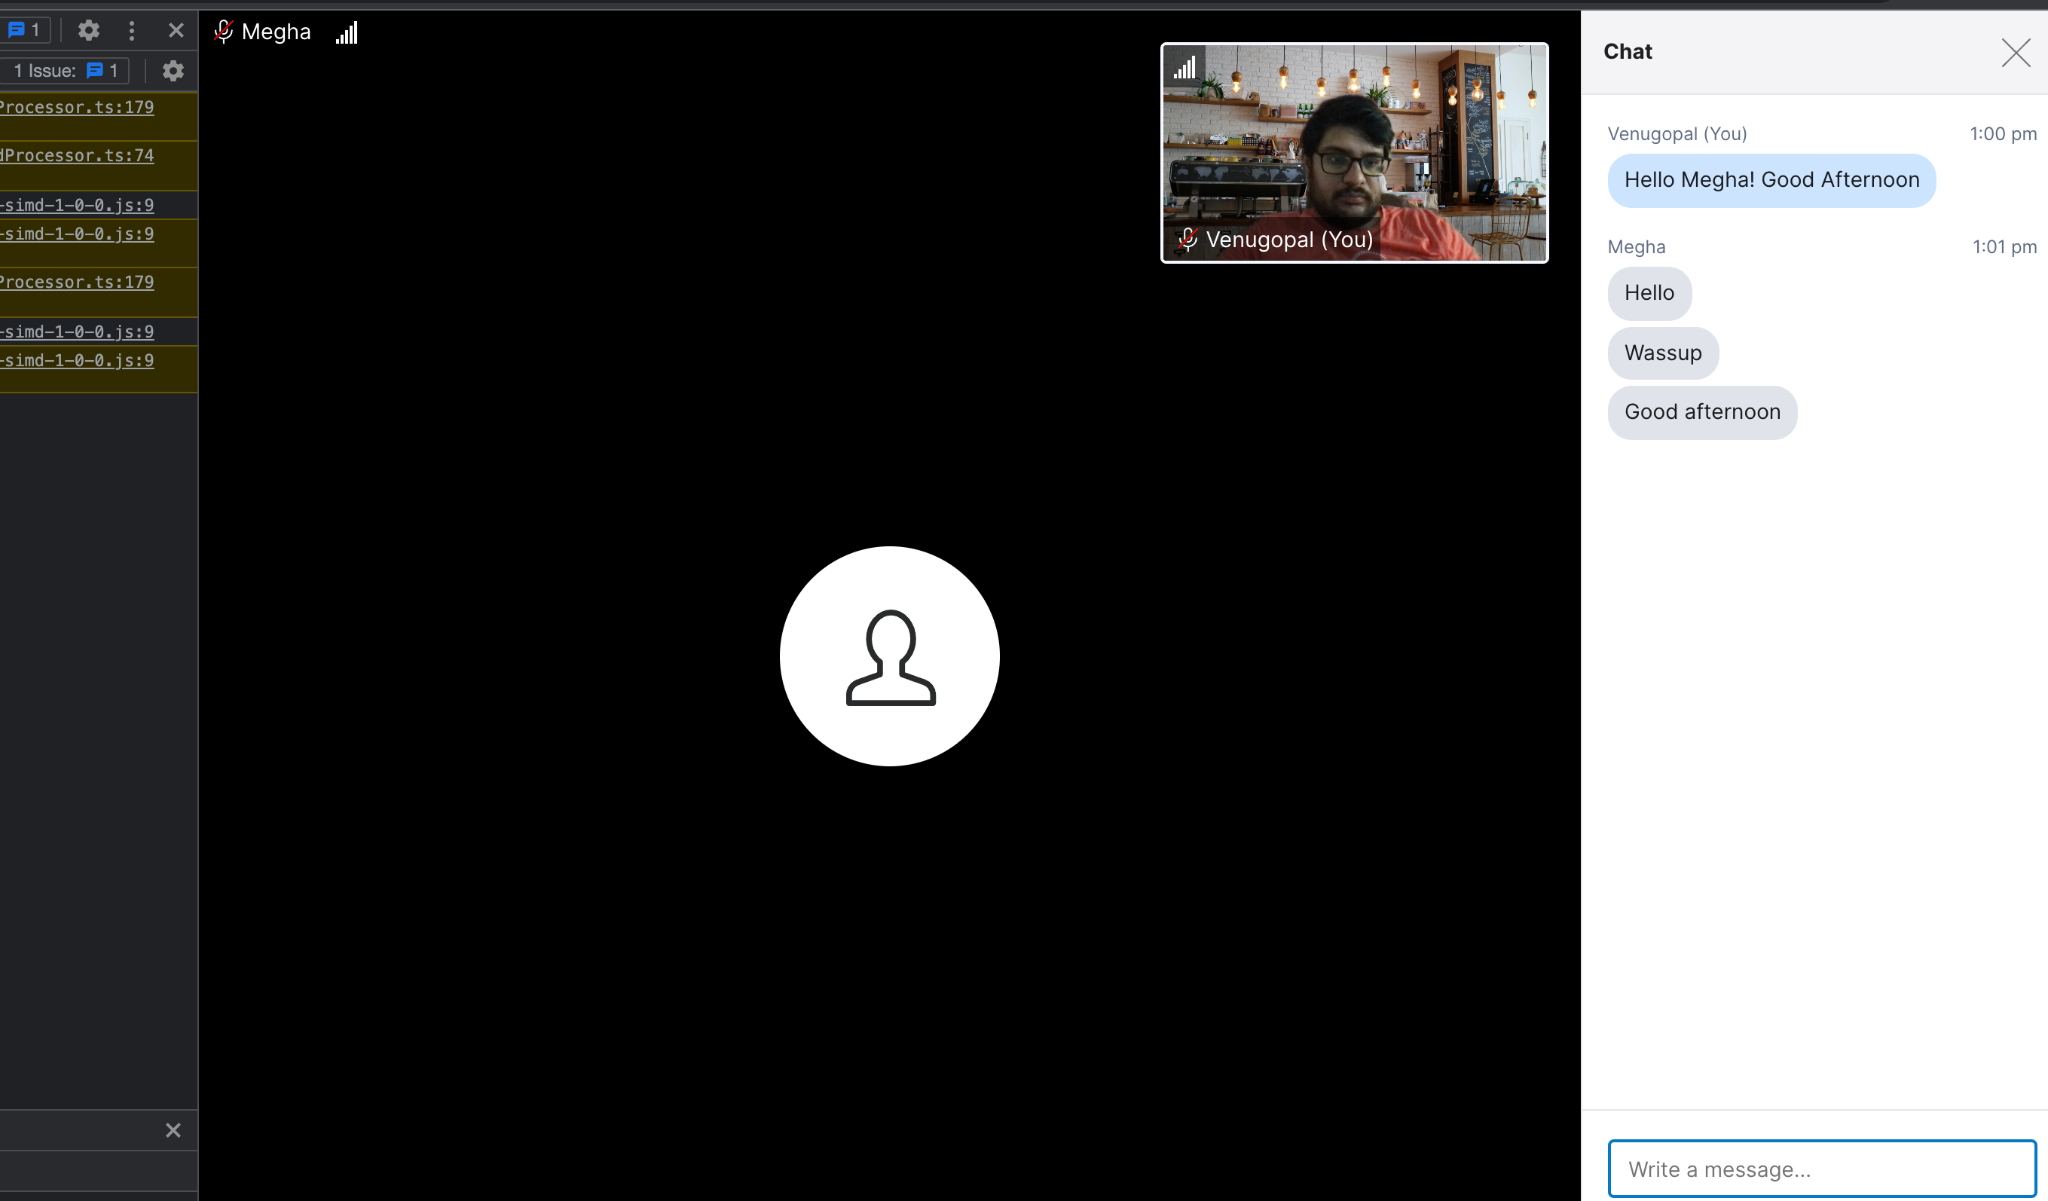 1
1 Issue: 1
Processor.ts:179
dProcessor.ts:74
-simd-1-0-0.js:9
-simd-1-0-0.js:9
Processor.ts:179
-simd-1-0-0.js:9
-simd-1-0-0.js:9
Megha
Venugopal (You)
Chat
Venugopal (You) 1:00 pm
Hello Megha! Good Afternoon
Megha 1:01 pm
Hello
Wassup
Good afternoon
Write a message...